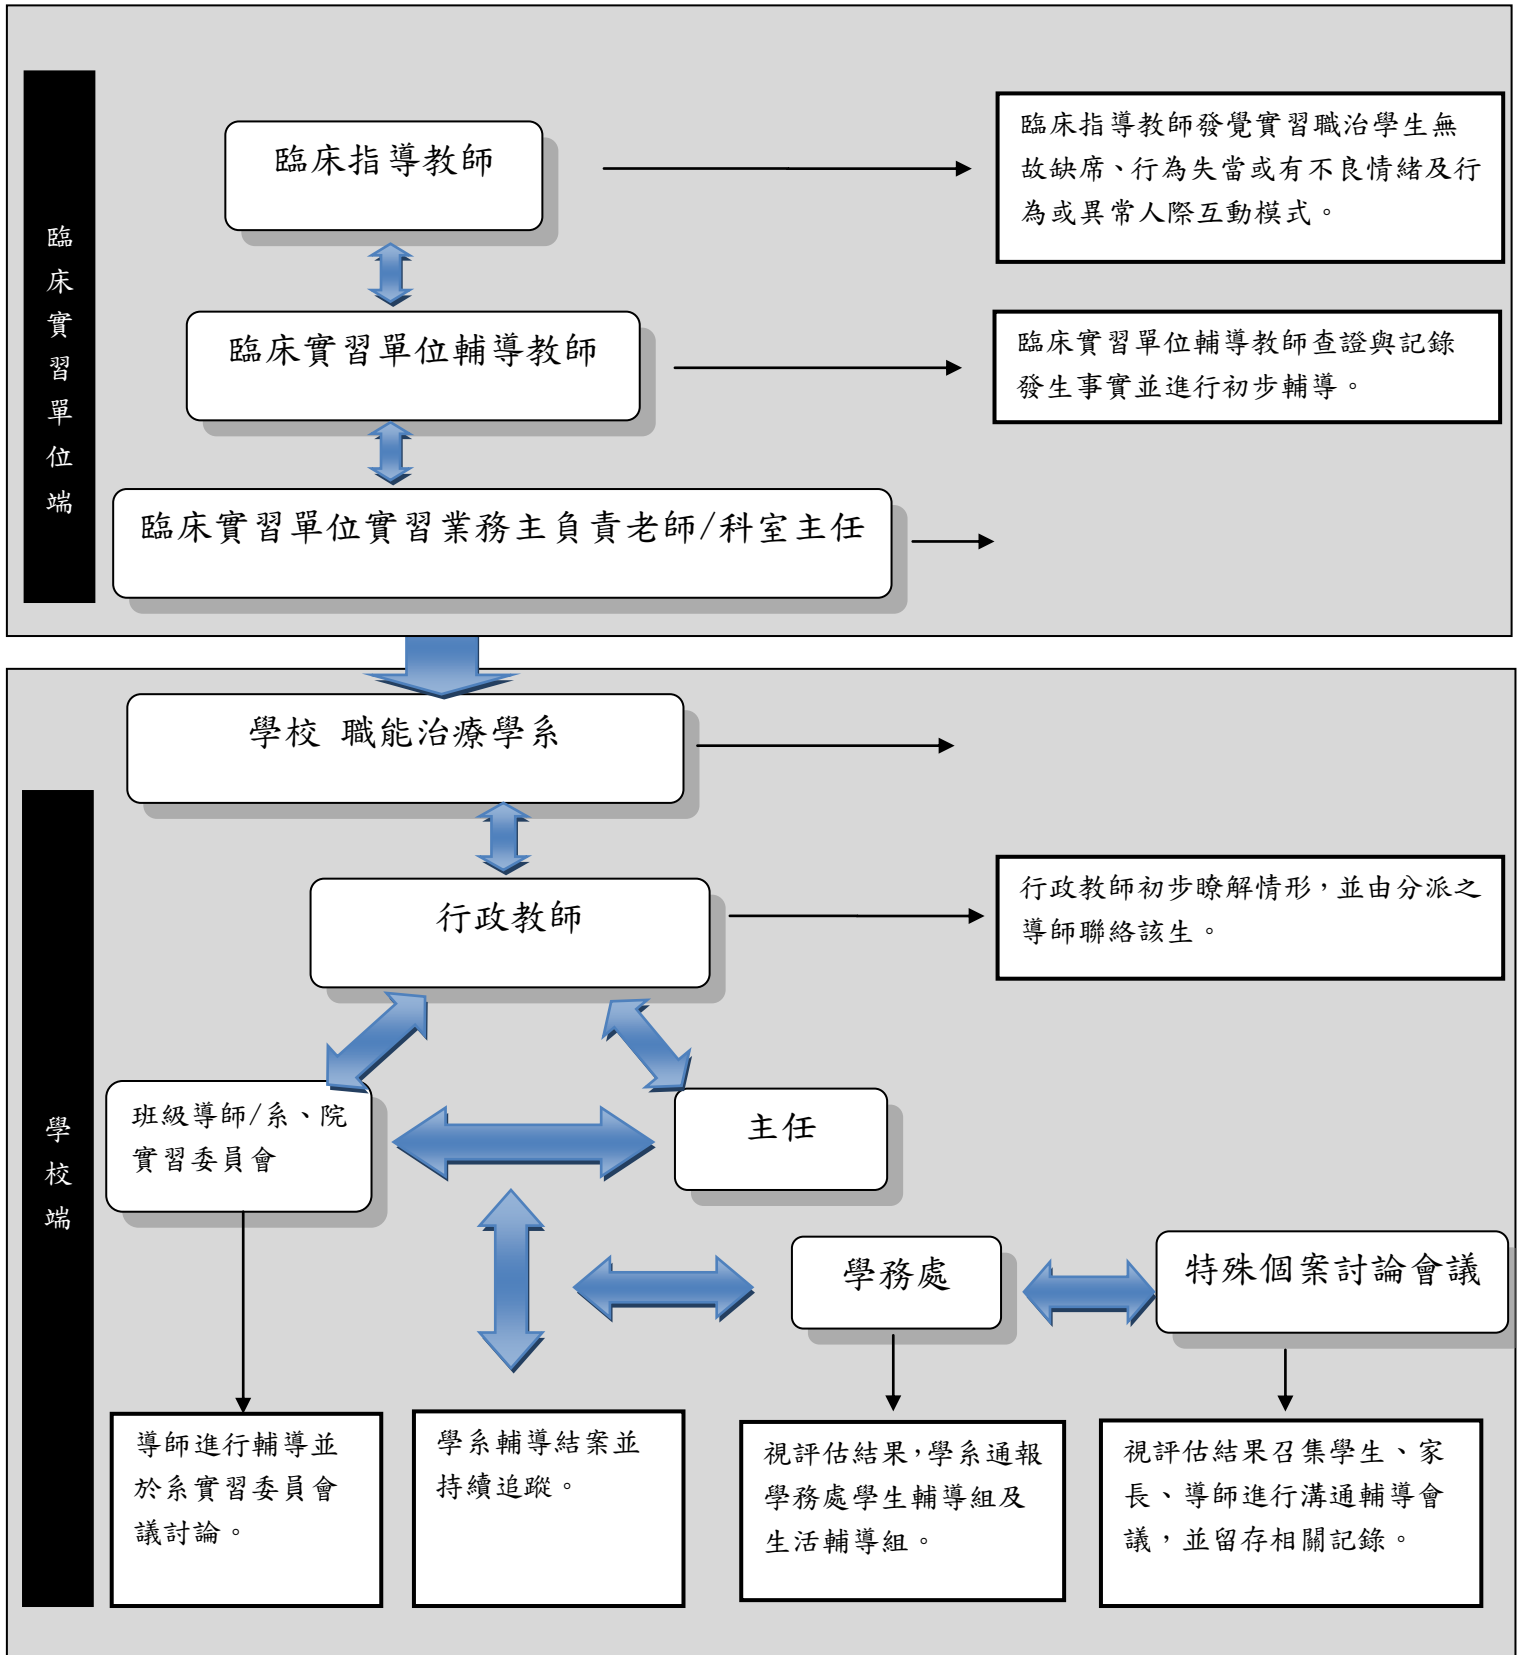 臨床實習單位端
臨床指導教師
臨床指導教師發覺實習職治學生無
故缺席、行為失當或有不良情緒及行
為或異常人際互動模式。
臨床實習單位輔導教師
臨床實習單位輔導教師查證與記錄
發生事實並進行初步輔導。
臨床實習單位實習業務主負責老師/科室主任
學校端
學校 職能治療學系
行政教師
行政教師初步瞭解情形，並由分派之
導師聯絡該生。
班級導師/系、院
實習委員會
主任
學務處
特殊個案討論會議
導師進行輔導並
於系實習委員會
議討論。
學系輔導結案並
持續追蹤。
視評估結果，學系通報
學務處學生輔導組及
生活輔導組。
視評估結果召集學生、家
長、導師進行溝通輔導會
議，並留存相關記錄。